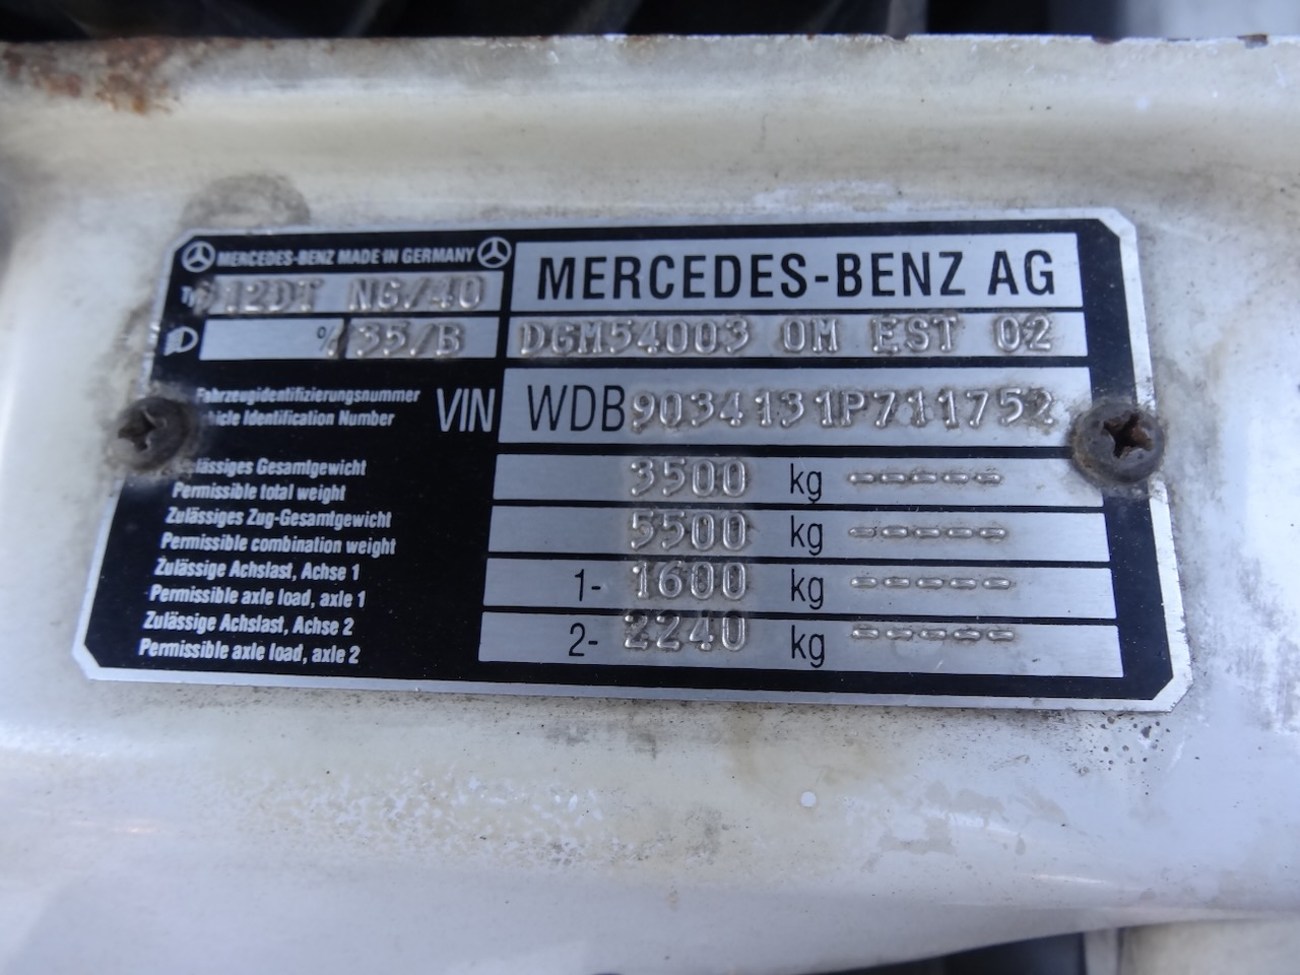 MERCEDES-BENZ MADE IN GERMANY
MERCEDES-BENZ AG
12DT N6/40
% 35/B
DGM54003 OM EST 02
Fahrzeugidentifizierungsnummer
Vehicle Identification Number
VIN
WDB9034131P711752
Zulässiges Gesamtgewicht
Permissible total weight
3500 kg -----
Zulässiges Zug-Gesamtgewicht
Permissible combination weight
5500 kg -----
Zulässige Achslast, Achse 1
Permissible axle load, axle 1
1- 1600 kg -----
Zulässige Achslast, Achse 2
Permissible axle load, axle 2
2- 2240 kg -----